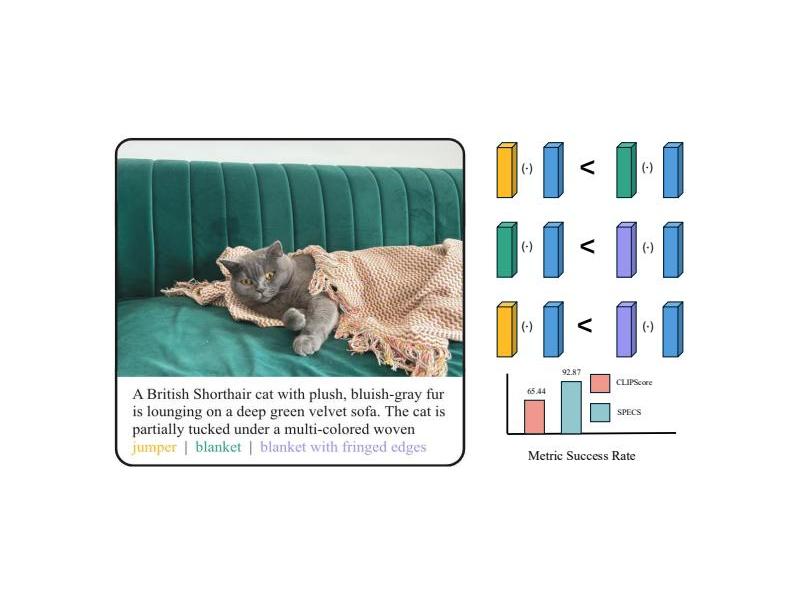 A British Shorthair cat with plush, bluish-gray fur
is lounging on a deep green velvet sofa. The cat is
partially tucked under a multi-colored woven
jumper | blanket | blanket with fringed edges
(·) < (·)
(·) < (·)
(·) < (·)
92.87
65.44
CLIPScore
SPECS
Metric Success Rate